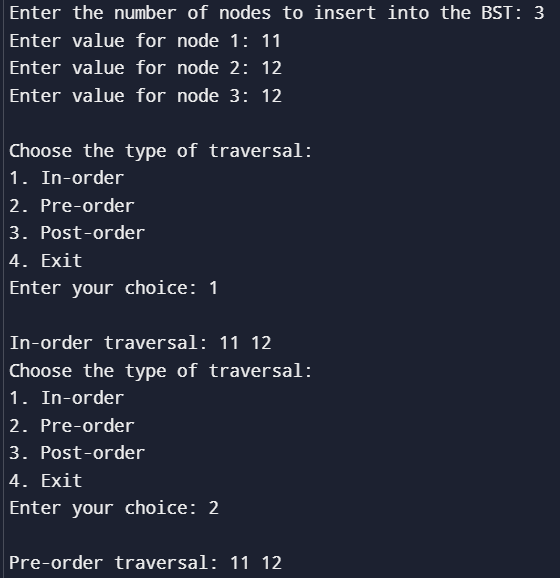 Enter the number of nodes to insert into the BST: 3
Enter value for node 1: 11
Enter value for node 2: 12
Enter value for node 3: 12
Choose the type of traversal:
1. In-order
2. Pre-order
3. Post-order
4. Exit
Enter your choice: 1
In-order traversal: 11 12
Choose the type of traversal:
1. In-order
2. Pre-order
3. Post-order
4. Exit
Enter your choice: 2
Pre-order traversal: 11 12